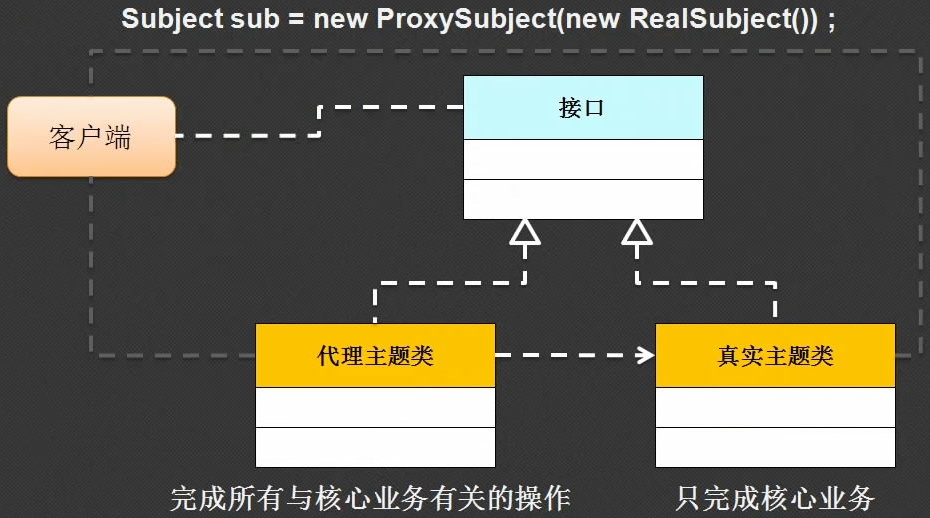 Subject sub = new ProxySubject(new RealSubject()) ;
接口
客户端
代理主题类
真实主题类
完成所有与核心业务有关的操作
只完成核心业务